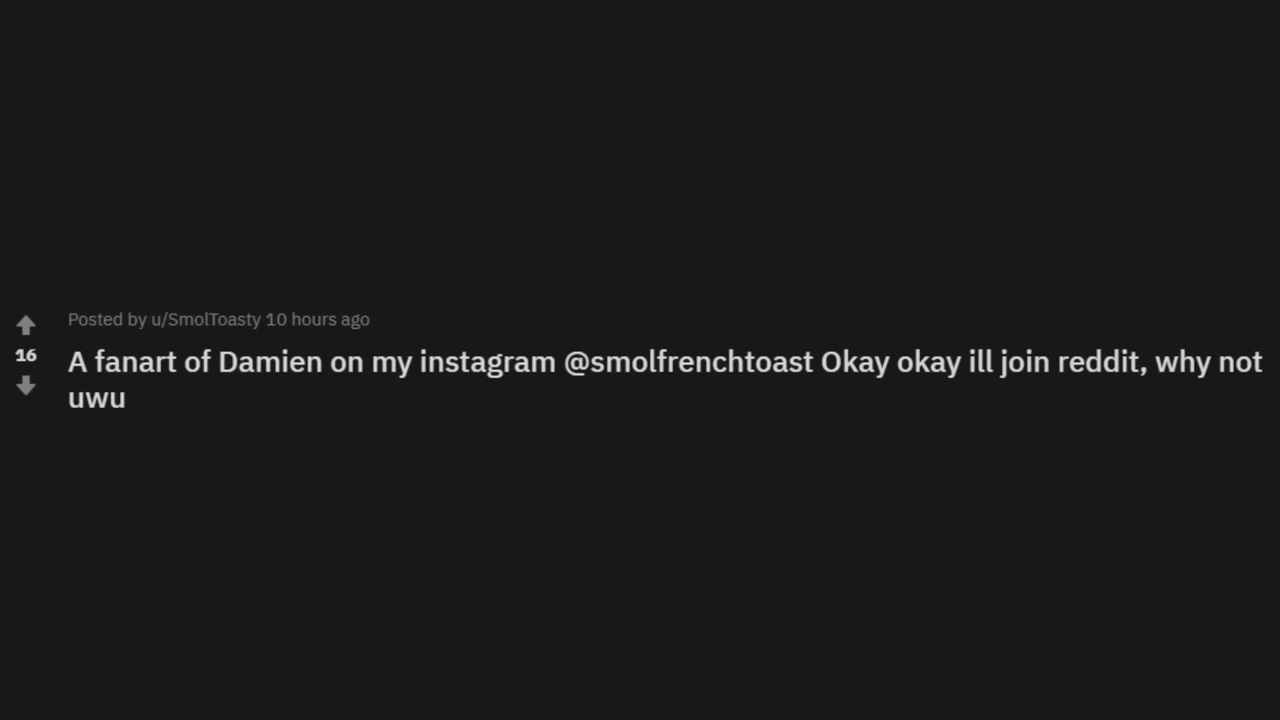 Posted by u/SmolToasty 10 hours ago
16
A fanart of Damien on my instagram @smolfrenchtoast Okay okay ill join reddit, why not
uwu